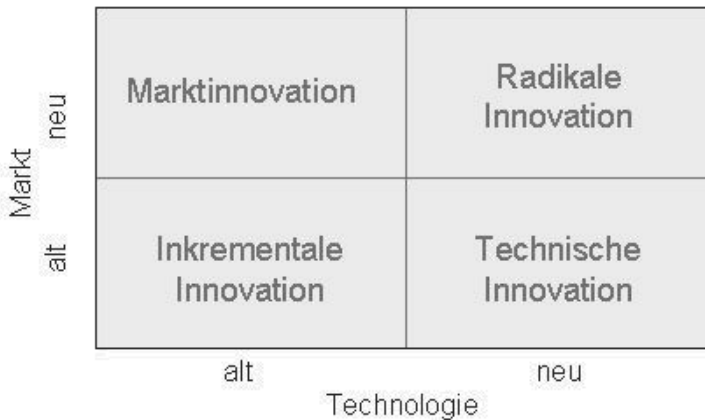 Marktinnovation
Radikale
Innovation
neu
Markt
alt
Inkrementale
Innovation
Technische
Innovation
alt
neu
Technologie